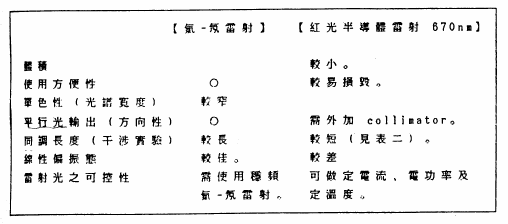 【氦-氖雷射】 【紅光半導體雷射 670nm】
體積 較小。
使用方便性 ○ 較易損毀。
單色性(光譜寬度) 較窄
平行光輸出(方向性) ○ 需外加 collimator。
同調長度(干涉實驗) 較長 較短(見表二)。
線性偏振態 較佳。 較差
雷射光之可控性 需使用穩頻 可做定電流、電功率及
氦-氖雷射。 定溫度。